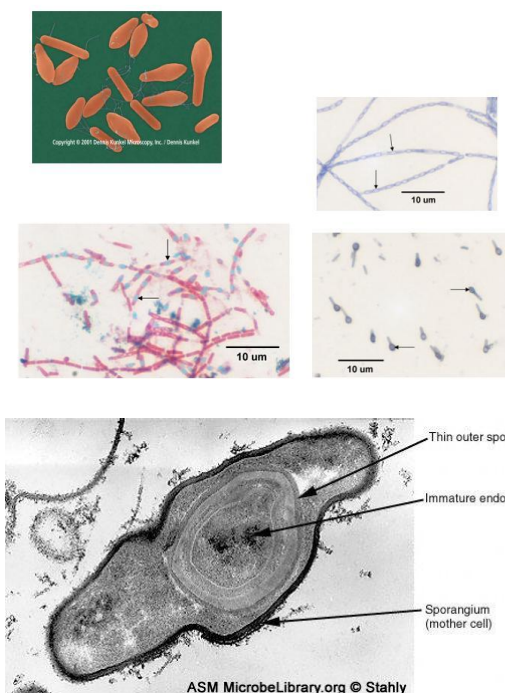 Copyright © 2001 Dennis Kunkel Microscopy, Inc. / Dennis Kunkel
10 um
10 um
10 um
Thin outer spo
Immature endo
Sporangium
(mother cell)
ASM MicrobeLibrary.org © Stahly